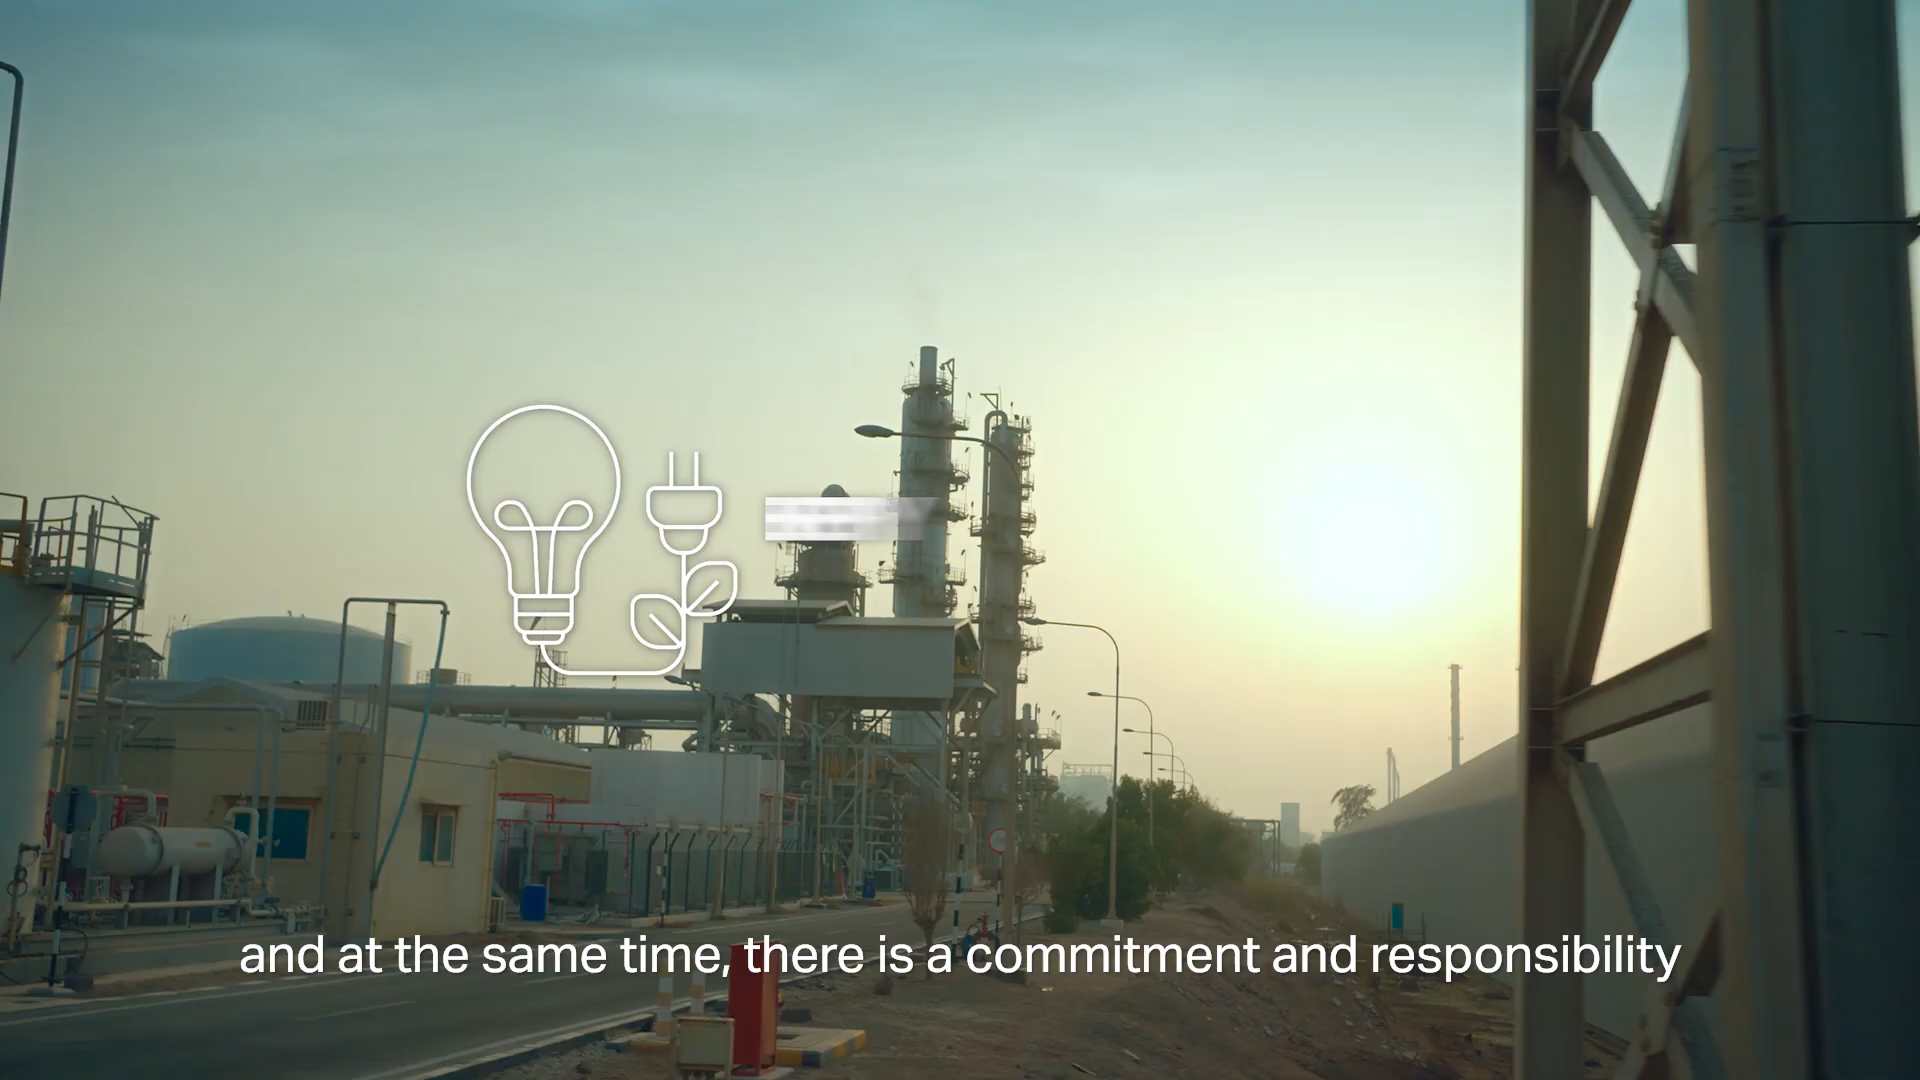 and at the same time, there is a commitment and responsibility